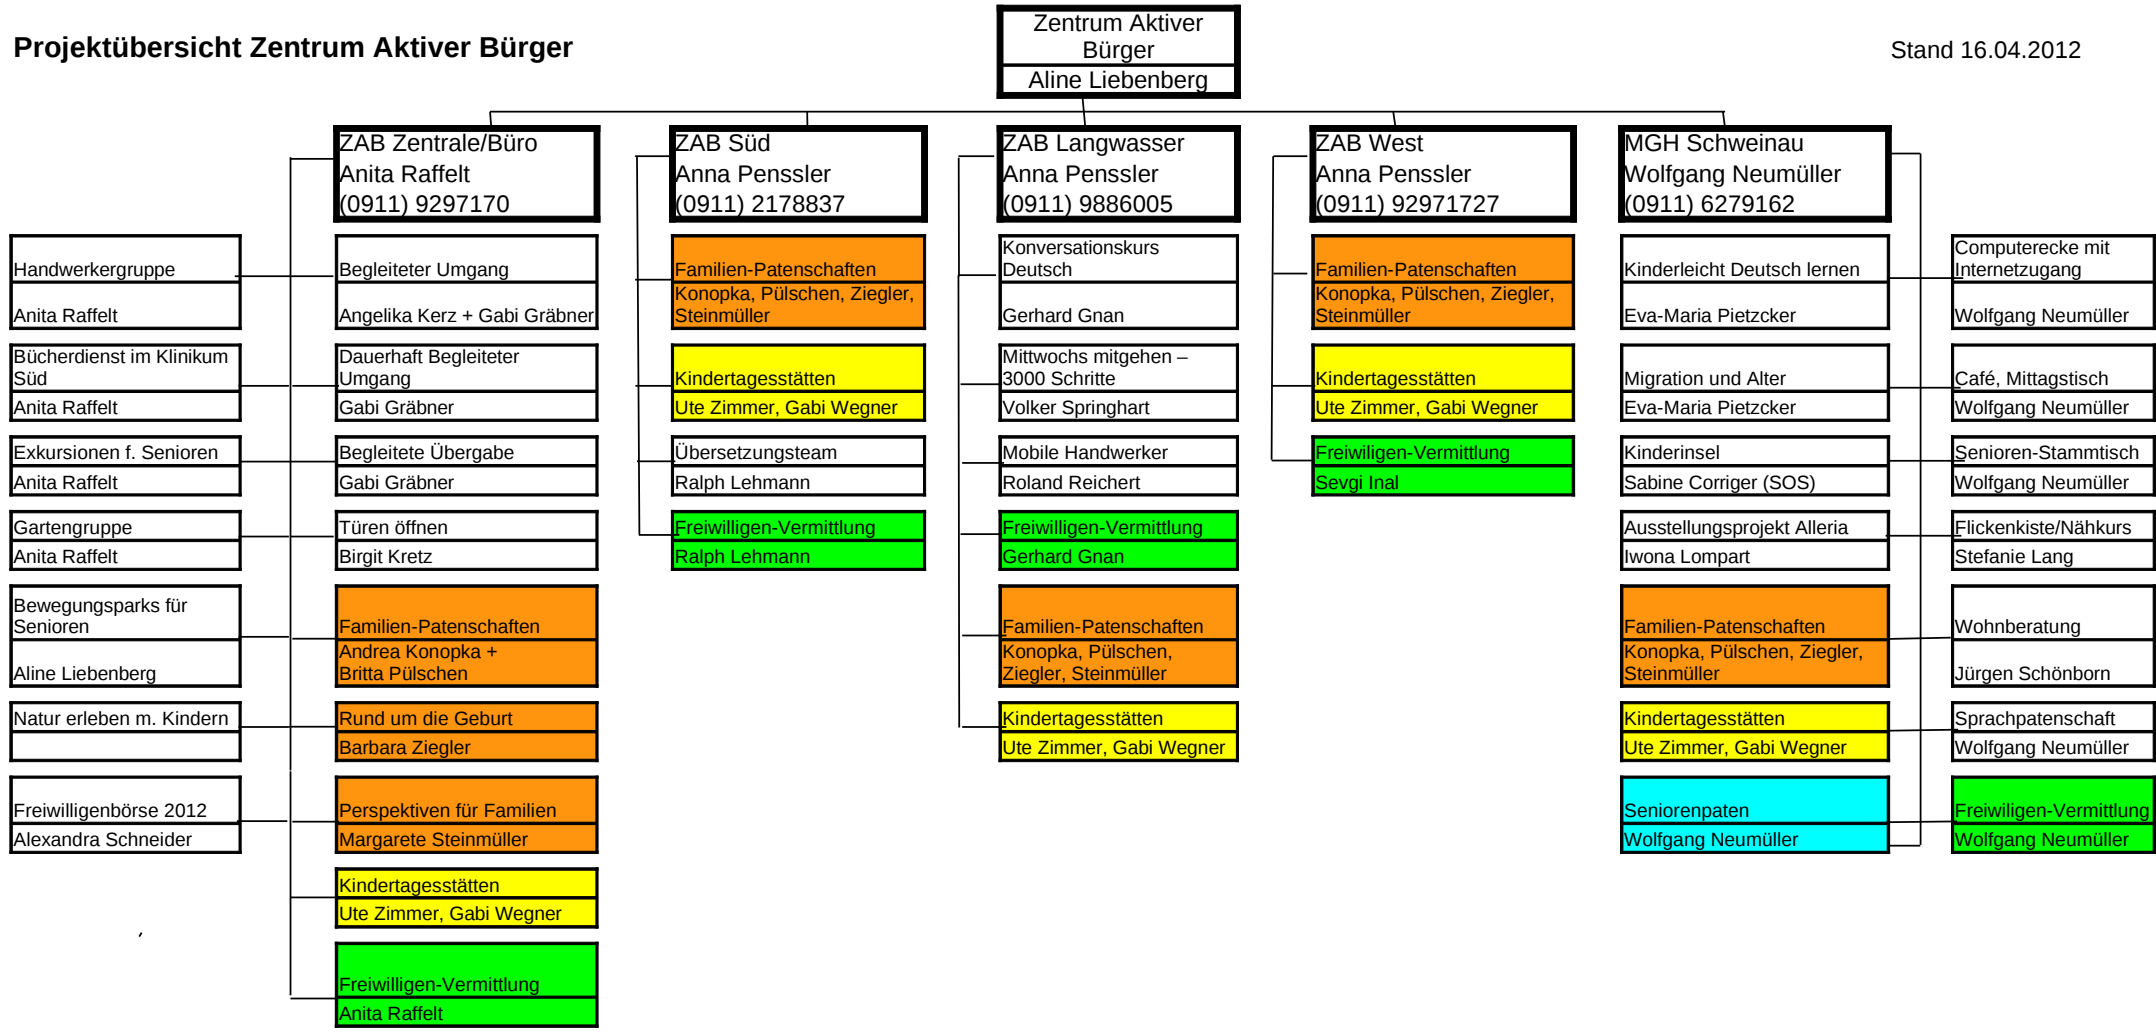 Projektübersicht Zentrum Aktiver Bürger
Zentrum Aktiver
Bürger
Aline Liebenberg
Stand 16.04.2012
ZAB Zentrale/Büro
Anita Raffelt
(0911) 9297170
ZAB Süd
Anna Penssler
(0911) 2178837
ZAB Langwasser
Anna Penssler
(0911) 9886005
ZAB West
Anna Penssler
(0911) 92971727
MGH Schweinau
Wolfgang Neumüller
(0911) 6279162
Handwerkergruppe
Anita Raffelt
Bücherdienst im Klinikum
Süd
Anita Raffelt
Exkursionen f. Senioren
Anita Raffelt
Gartengruppe
Anita Raffelt
Bewegungsparks für
Senioren
Aline Liebenberg
Natur erleben m. Kindern
Freiwilligenbörse 2012
Alexandra Schneider
,
Begleiteter Umgang
Angelika Kerz + Gabi Gräbner
Dauerhaft Begleiteter
Umgang
Gabi Gräbner
Begleitete Übergabe
Gabi Gräbner
Türen öffnen
Birgit Kretz
Familien-Patenschaften
Andrea Konopka +
Britta Pülschen
Rund um die Geburt
Barbara Ziegler
Perspektiven für Familien
Margarete Steinmüller
Kindertagesstätten
Ute Zimmer, Gabi Wegner
Freiwilligen-Vermittlung
Anita Raffelt
Familien-Patenschaften
Konopka, Pülschen, Ziegler,
Steinmüller
Kindertagesstätten
Ute Zimmer, Gabi Wegner
Übersetzungsteam
Ralph Lehmann
Freiwilligen-Vermittlung
Ralph Lehmann
Konversationskurs
Deutsch
Gerhard Gnan
Mittwochs mitgehen –
3000 Schritte
Volker Springhart
Mobile Handwerker
Roland Reichert
Freiwilligen-Vermittlung
Gerhard Gnan
Familien-Patenschaften
Konopka, Pülschen,
Ziegler, Steinmüller
Kindertagesstätten
Ute Zimmer, Gabi Wegner
Familien-Patenschaften
Konopka, Pülschen, Ziegler,
Steinmüller
Kindertagesstätten
Ute Zimmer, Gabi Wegner
Freiwiligen-Vermittlung
Sevgi Inal
Kinderleicht Deutsch lernen
Eva-Maria Pietzcker
Migration und Alter
Eva-Maria Pietzcker
Kinderinsel
Sabine Corriger (SOS)
Ausstellungsprojekt Alleria
Iwona Lompart
Familien-Patenschaften
Konopka, Pülschen, Ziegler,
Steinmüller
Kindertagesstätten
Ute Zimmer, Gabi Wegner
Seniorenpaten
Wolfgang Neumüller
Computerecke mit
Internetzugang
Wolfgang Neumüller
Café, Mittagstisch
Wolfgang Neumüller
Senioren-Stammtisch
Wolfgang Neumüller
Flickenkiste/Nähkurs
Stefanie Lang
Wohnberatung
Jürgen Schönborn
Sprachpatenschaft
Wolfgang Neumüller
Freiwiligen-Vermittlung
Wolfgang Neumüller